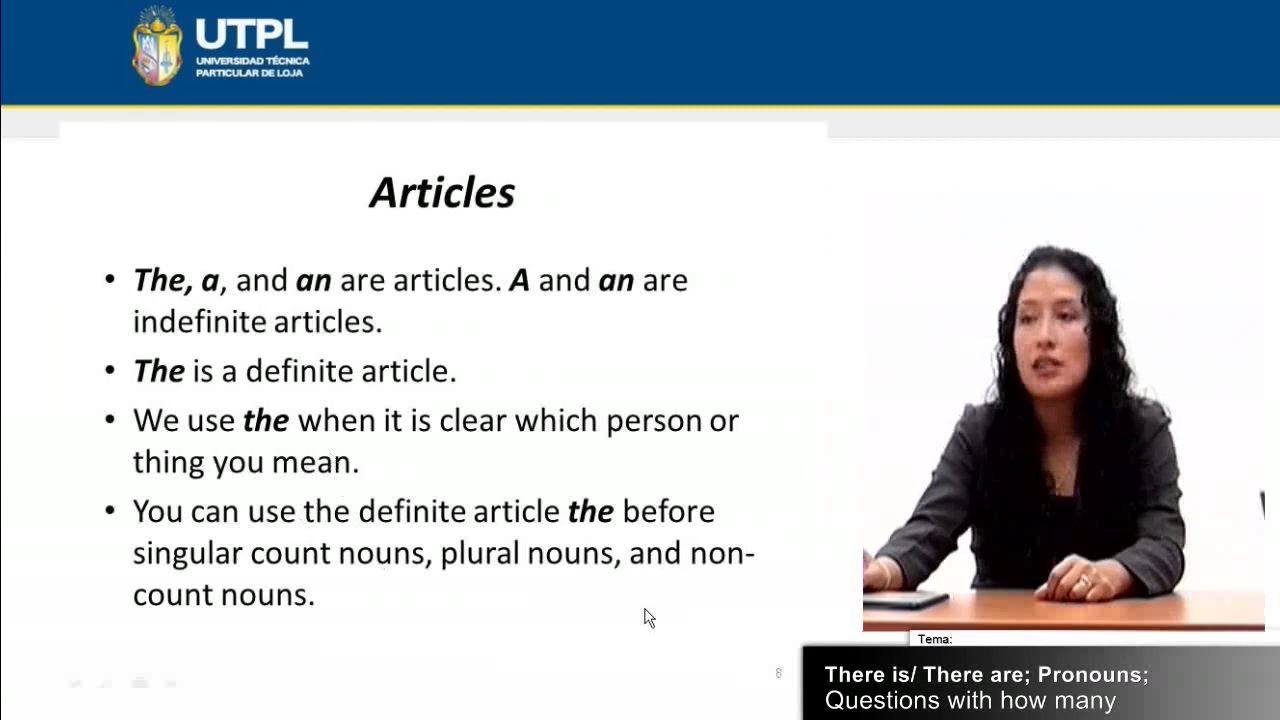 UTPL
UNIVERSIDAD TÉCNICA
PARTICULAR DE LOJA
Articles
• The, a, and an are articles. A and an are
indefinite articles.
• The is a definite article.
• We use the when it is clear which person or
thing you mean.
• You can use the definite article the before
singular count nouns, plural nouns, and non-
count nouns.
6
Tema:
There is/ There are; Pronouns;
Questions with how many